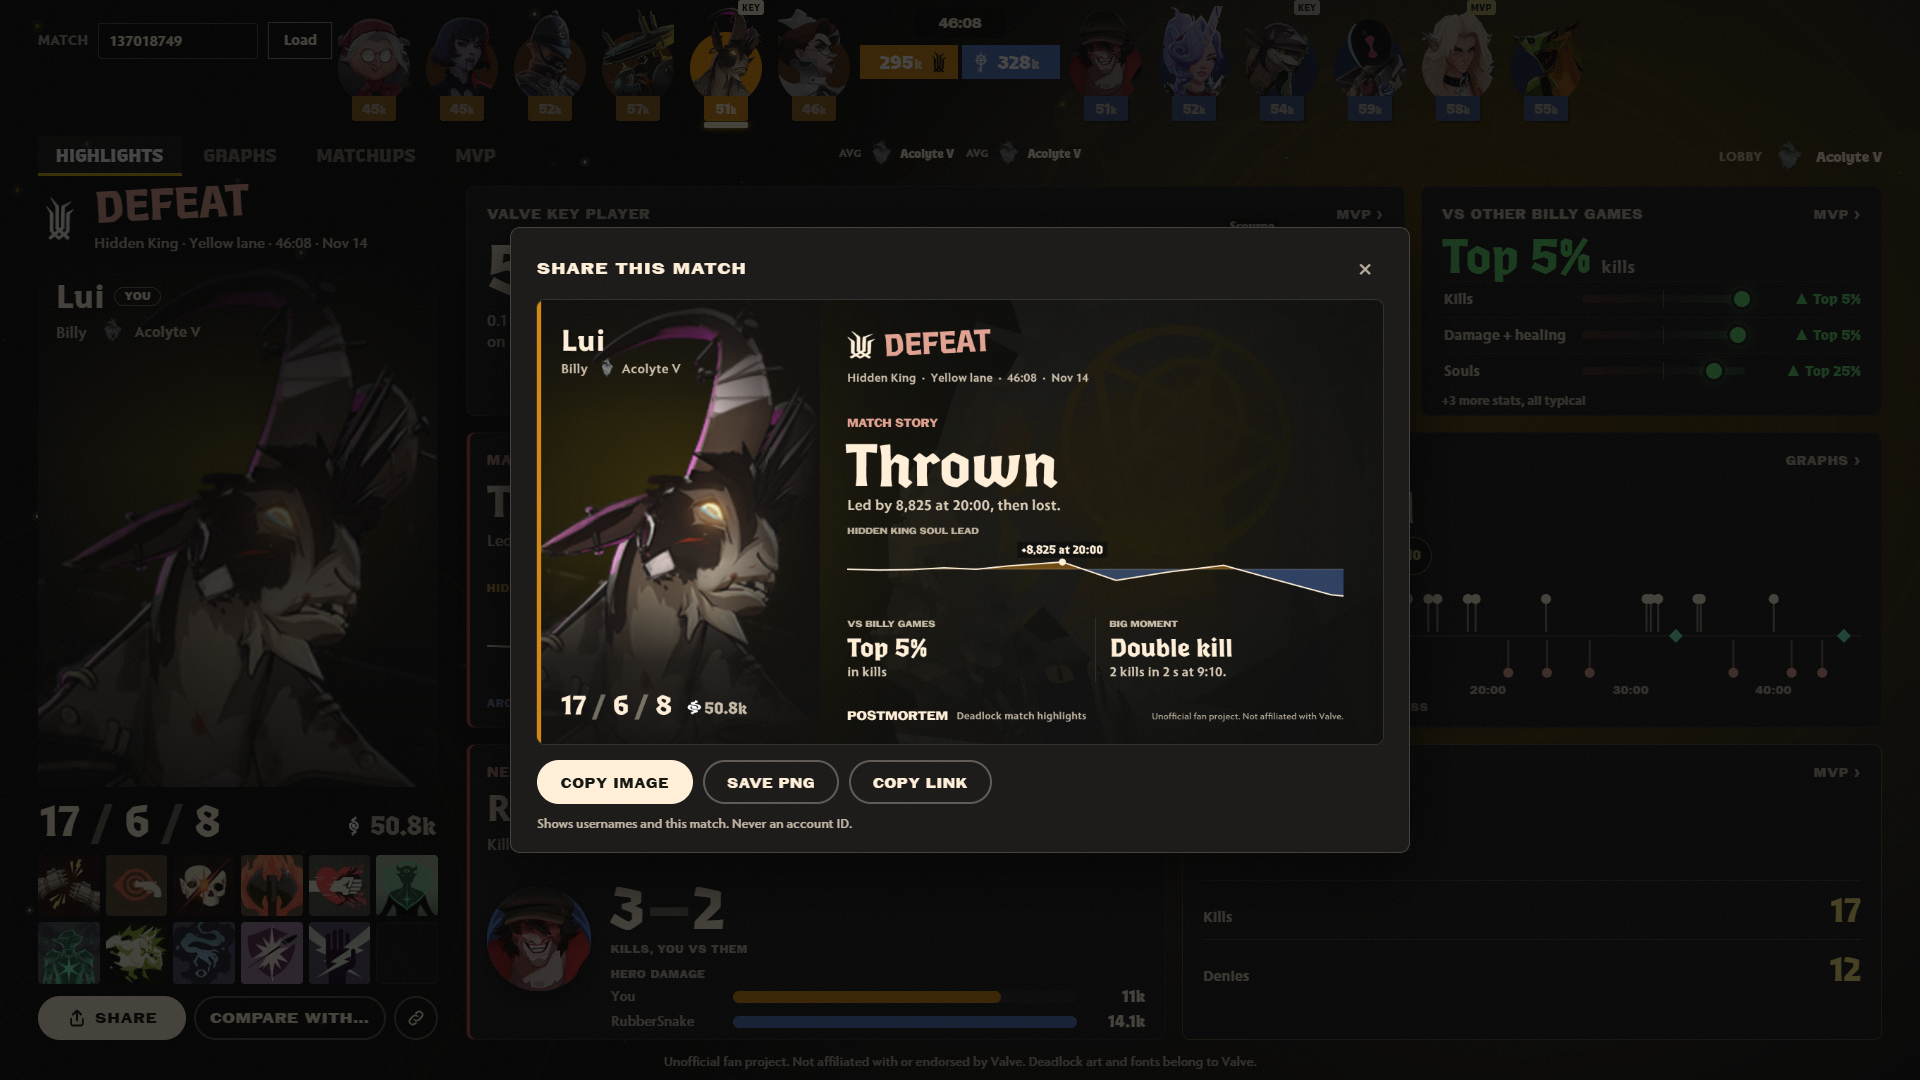 MATCH
137018749
Load
KEY
46:08
KEY
MVP
295k
328k
45k
45k
52k
57k
51k
46k
51k
52k
54k
59k
58k
55k
HIGHLIGHTS
GRAPHS
MATCHUPS
MVP
AVG
Acolyte V
AVG
Acolyte V
LOBBY
Acolyte V
DEFEAT
Hidden King · Yellow lane · 46:08 · Nov 14
Lui
YOU
Billy
Acolyte V
17 / 6 / 8
50.8k
SHARE
COMPARE WITH...
VALVE KEY PLAYER
MVP ›
0.1
on
VS OTHER BILLY GAMES
MVP ›
Top 5% kills
Kills
▲ Top 5%
Damage + healing
▲ Top 5%
Souls
▲ Top 25%
+3 more stats, all typical
SHARE THIS MATCH
×
Lui
Billy
Acolyte V
17 / 6 / 8
50.8k
DEFEAT
Hidden King · Yellow lane · 46:08 · Nov 14
MATCH STORY
Thrown
Led by 8,825 at 20:00, then lost.
HIDDEN KING SOUL LEAD
+8,825 at 20:00
VS BILLY GAMES
Top 5%
in kills
BIG MOMENT
Double kill
2 kills in 2 s at 9:10.
POSTMORTEM
Deadlock match highlights
Unofficial fan project. Not affiliated with Valve.
COPY IMAGE
SAVE PNG
COPY LINK
Shows usernames and this match. Never an account ID.
GRAPHS ›
20:00
30:00
40:00
3—2
KILLS, YOU VS THEM
HERO DAMAGE
You
11k
RubberSnake
14.1k
MVP ›
Kills
17
Denies
12
Unofficial fan project. Not affiliated with or endorsed by Valve. Deadlock art and fonts belong to Valve.